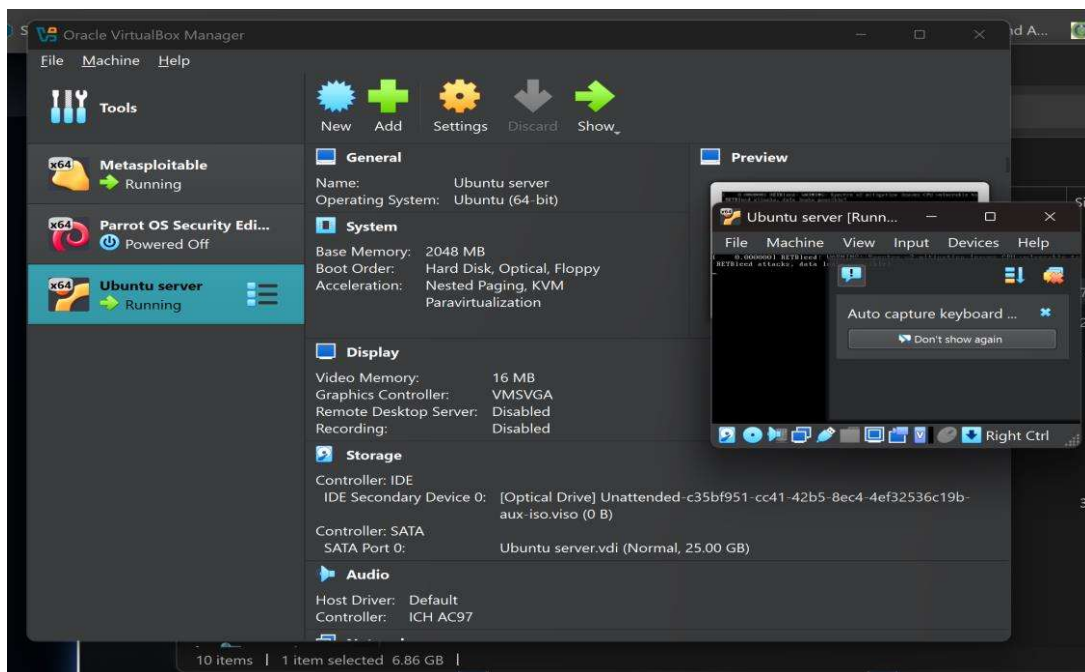 Oracle VirtualBox Manager
File Machine Help
Tools
New Add Settings Discard Show
x64 Metasploitable
Running
x64 Parrot OS Security Edi...
Powered Off
x64 Ubuntu server
Running
General
Name: Ubuntu server
Operating System: Ubuntu (64-bit)
System
Base Memory: 2048 MB
Boot Order: Hard Disk, Optical, Floppy
Acceleration: Nested Paging, KVM
Paravirtualization
Display
Video Memory: 16 MB
Graphics Controller: VMSVGA
Remote Desktop Server: Disabled
Recording: Disabled
Storage
Controller: IDE
IDE Secondary Device 0: [Optical Drive] Unattended-c35bf951-cc41-42b5-8ec4-4ef32536c19b-
aux-iso.viso (0 B)
Controller: SATA
SATA Port 0: Ubuntu server.vdi (Normal, 25.00 GB)
Audio
Host Driver: Default
Controller: ICH AC97
Preview
Ubuntu server [Runn...
File Machine View Input Devices Help
Auto capture keyboard ...
Don't show again
Right Ctrl
10 items | 1 item selected 6.86 GB |